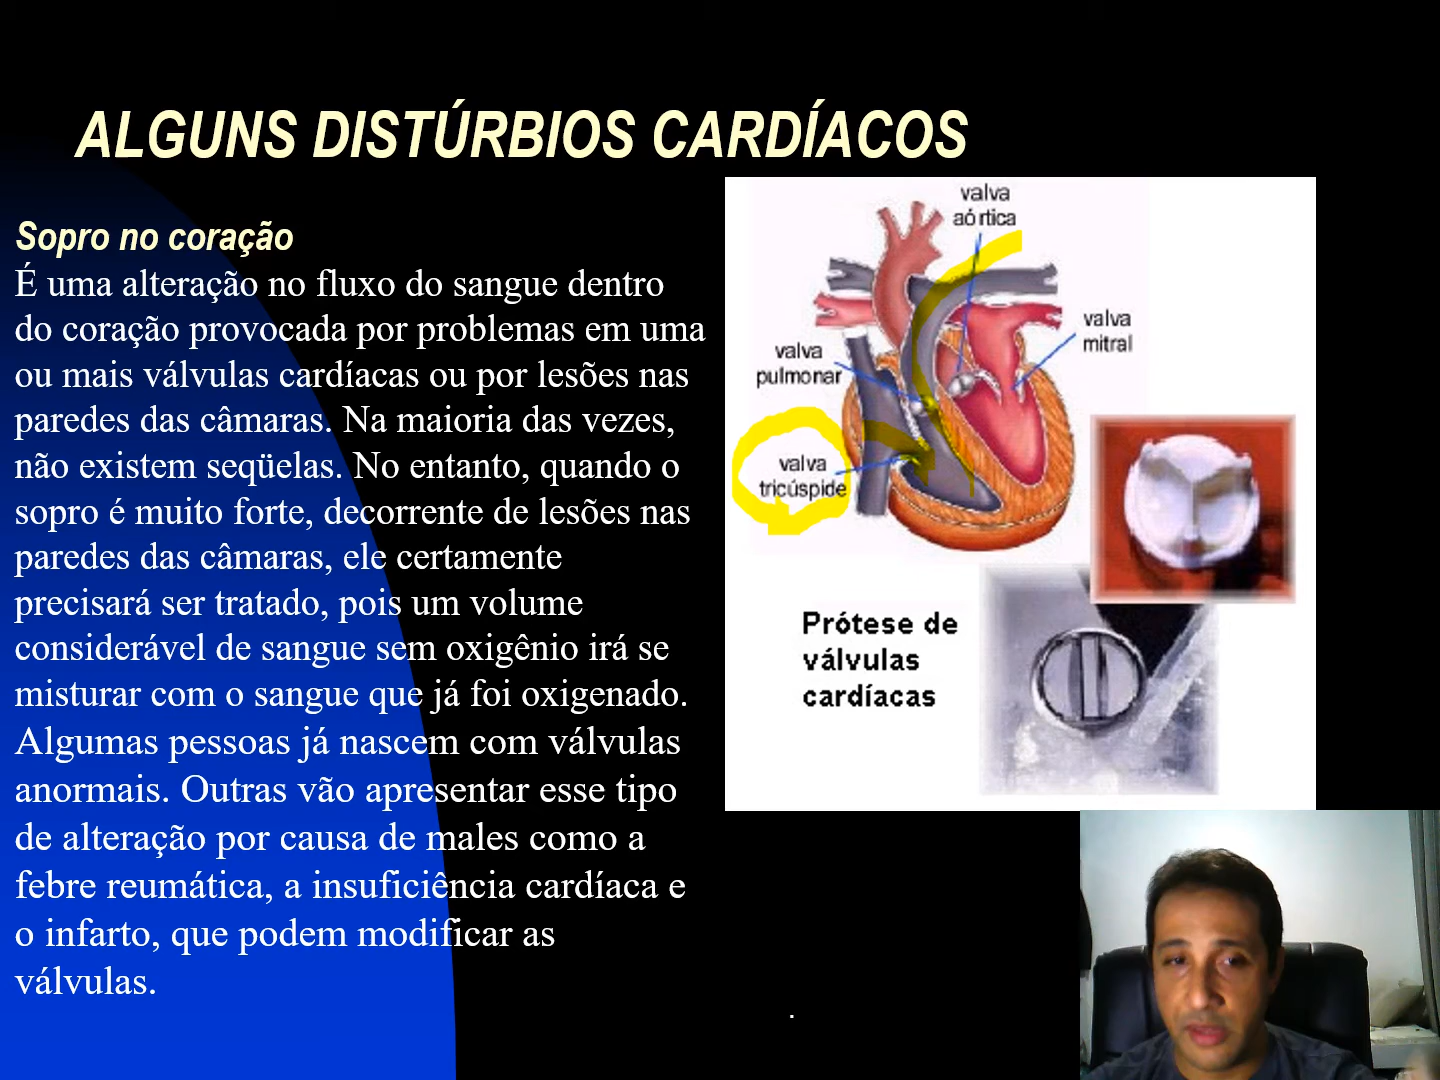 ALGUNS DISTÚRBIOS CARDÍACOS
Sopro no coração
É uma alteração no fluxo do sangue dentro
do coração provocada por problemas em uma
ou mais válvulas cardíacas ou por lesões nas
paredes das câmaras. Na maioria das vezes,
não existem seqüelas. No entanto, quando o
sopro é muito forte, decorrente de lesões nas
paredes das câmaras, ele certamente
precisará ser tratado, pois um volume
considerável de sangue sem oxigênio irá se
misturar com o sangue que já foi oxigenado.
Algumas pessoas já nascem com válvulas
anormais. Outras vão apresentar esse tipo
de alteração por causa de males como a
febre reumática, a insuficiência cardíaca e
o infarto, que podem modificar as
válvulas.
valva
aórtica
valva
mitral
valva
pulmonar
valva
tricúspide
Prótese de
válvulas
cardíacas
.